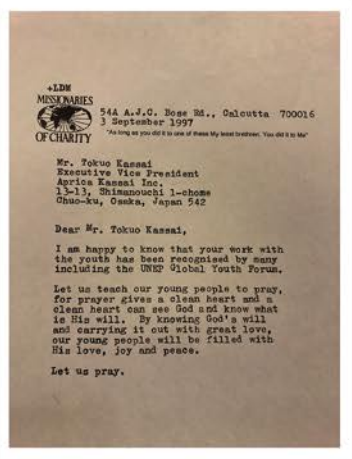 +LDM
MISSIONARIES
OF CHARITY
54A A.J.C. Bose Rd., Calcutta 700016
3 September 1997
"As long as you did it to one of these My least brethren. You did it to Me"
Mr. Tokuo Kassai
Executive Vice President
Aprica Kassai Inc.
13-13, Shimanouchi 1-chome
Chuo-ku, Osaka, Japan 542
Dear Mr. Tokuo Kassai,
I am happy to know that your work with
the youth has been recognised by many
including the UNEP Global Youth Forum.
Let us teach our young people to pray,
for prayer gives a clean heart and a
clean heart can see God and know what
is His will. By knowing God's will
and carrying it out with great love,
our young people will be filled with
His love, joy and peace.
Let us pray.